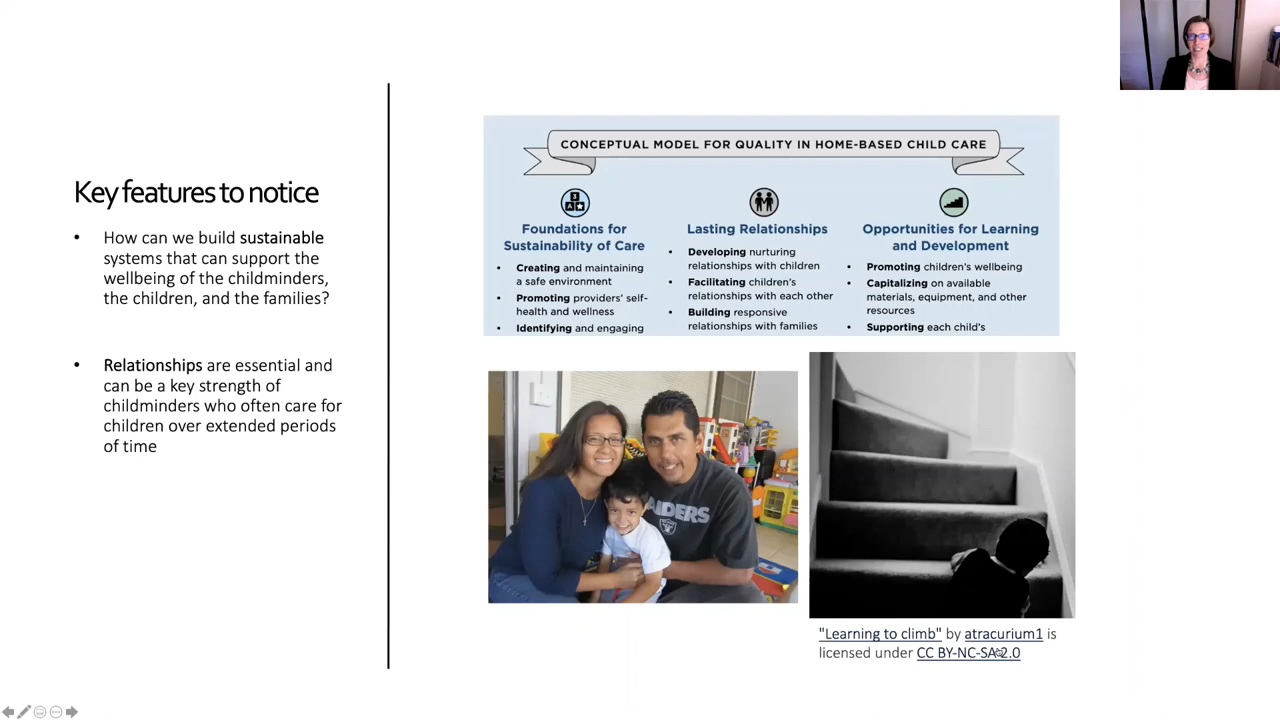 Key features to notice
• How can we build sustainable
systems that can support the
wellbeing of the childminders,
the children, and the families?
• Relationships are essential and
can be a key strength of
childminders who often care for
children over extended periods
of time
CONCEPTUAL MODEL FOR QUALITY IN HOME-BASED CHILD CARE
Foundations for
Sustainability of Care
• Creating and maintaining
a safe environment
• Promoting providers' self-
health and wellness
• Identifying and engaging
Lasting Relationships
• Developing nurturing
relationships with children
• Facilitating children's
relationships with each other
• Building responsive
relationships with families
Opportunities for Learning
and Development
• Promoting children's wellbeing
• Capitalizing on available
materials, equipment, and other
resources
• Supporting each child's
AIDERS
"Learning to climb" by atracurium1 is
licensed under CC BY-NC-SA 2.0